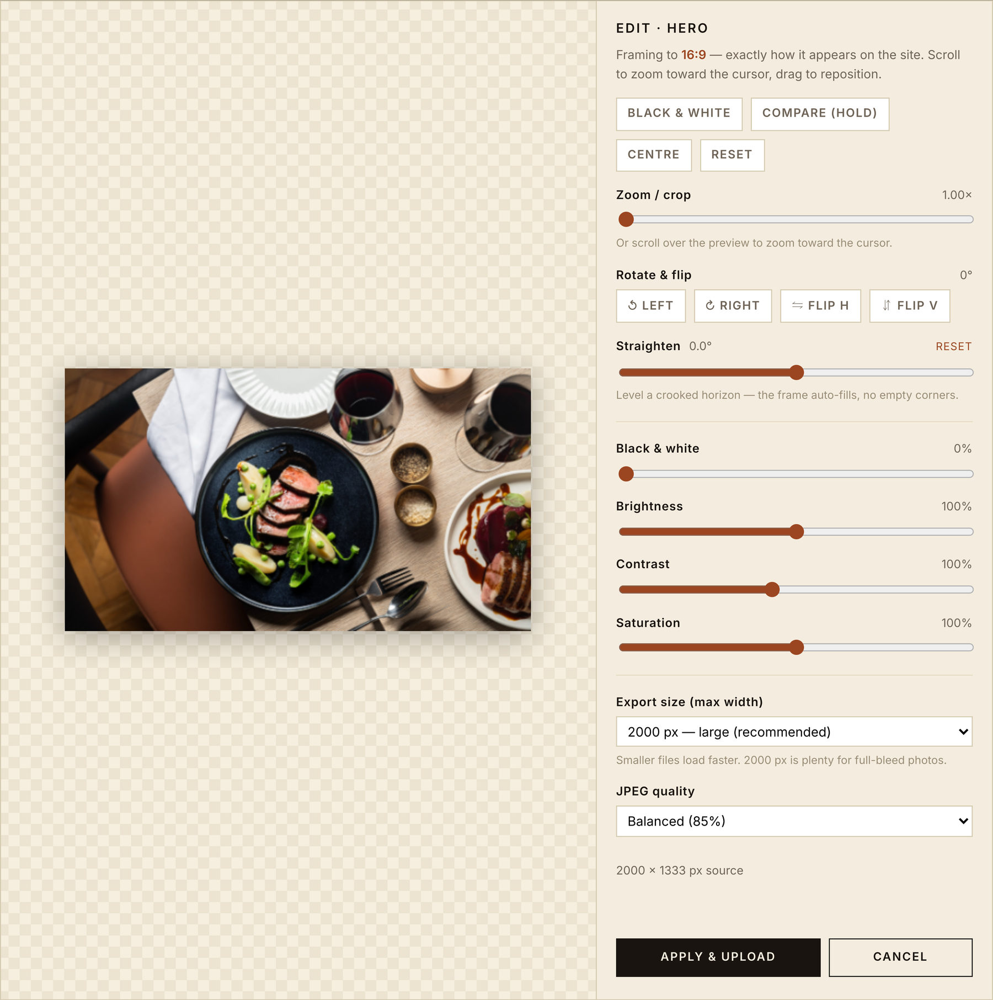 EDIT · HERO
Framing to 16:9 — exactly how it appears on the site. Scroll
to zoom toward the cursor, drag to reposition.
BLACK & WHITE COMPARE (HOLD)
CENTRE RESET
Zoom / crop 1.00×
Or scroll over the preview to zoom toward the cursor.
Rotate & flip 0°
↺ LEFT ↻ RIGHT ⇋ FLIP H ⥯ FLIP V
Straighten 0.0° RESET
Level a crooked horizon — the frame auto-fills, no empty corners.
Black & white 0%
Brightness 100%
Contrast 100%
Saturation 100%
Export size (max width)
2000 px — large (recommended)
Smaller files load faster. 2000 px is plenty for full-bleed photos.
JPEG quality
Balanced (85%)
2000 × 1333 px source
APPLY & UPLOAD CANCEL